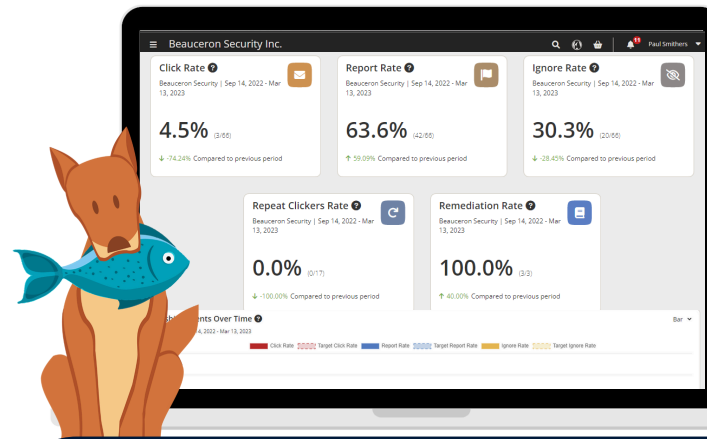 Beauceron Security Inc.
11
Paul Smithers
Click Rate ?
Beauceron Security | Sep 14, 2022 - Mar
13, 2023
4.5% (3/66)
-74.24% Compared to previous period
Report Rate ?
Beauceron Security | Sep 14, 2022 - Mar
13, 2023
63.6% (42/66)
59.09% Compared to previous period
Ignore Rate ?
Beauceron Security | Sep 14, 2022 - Mar
13, 2023
30.3% (20/66)
-28.45% Compared to previous period
Repeat Clickers Rate ?
Beauceron Security | Sep 14, 2022 - Mar
13, 2023
0.0% (0/17)
-100.00% Compared to previous period
Remediation Rate ?
Beauceron Security | Sep 14, 2022 - Mar
13, 2023
100.0% (3/3)
40.00% Compared to previous period
Over Time ?
Bar
4, 2022 - Mar 13, 2023
Click Rate Target Click Rate Report Rate Target Report Rate Ignore Rate Target Ignore Rate